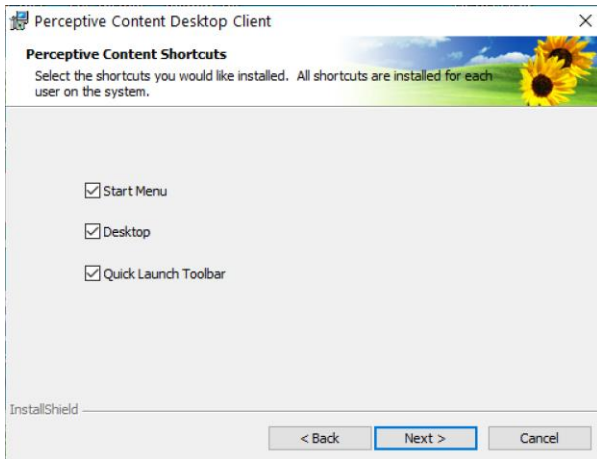 Perceptive Content Desktop Client
Perceptive Content Shortcuts
Select the shortcuts you would like installed. All shortcuts are installed for each
user on the system.
Start Menu
Desktop
Quick Launch Toolbar
InstallShield
< Back Next > Cancel